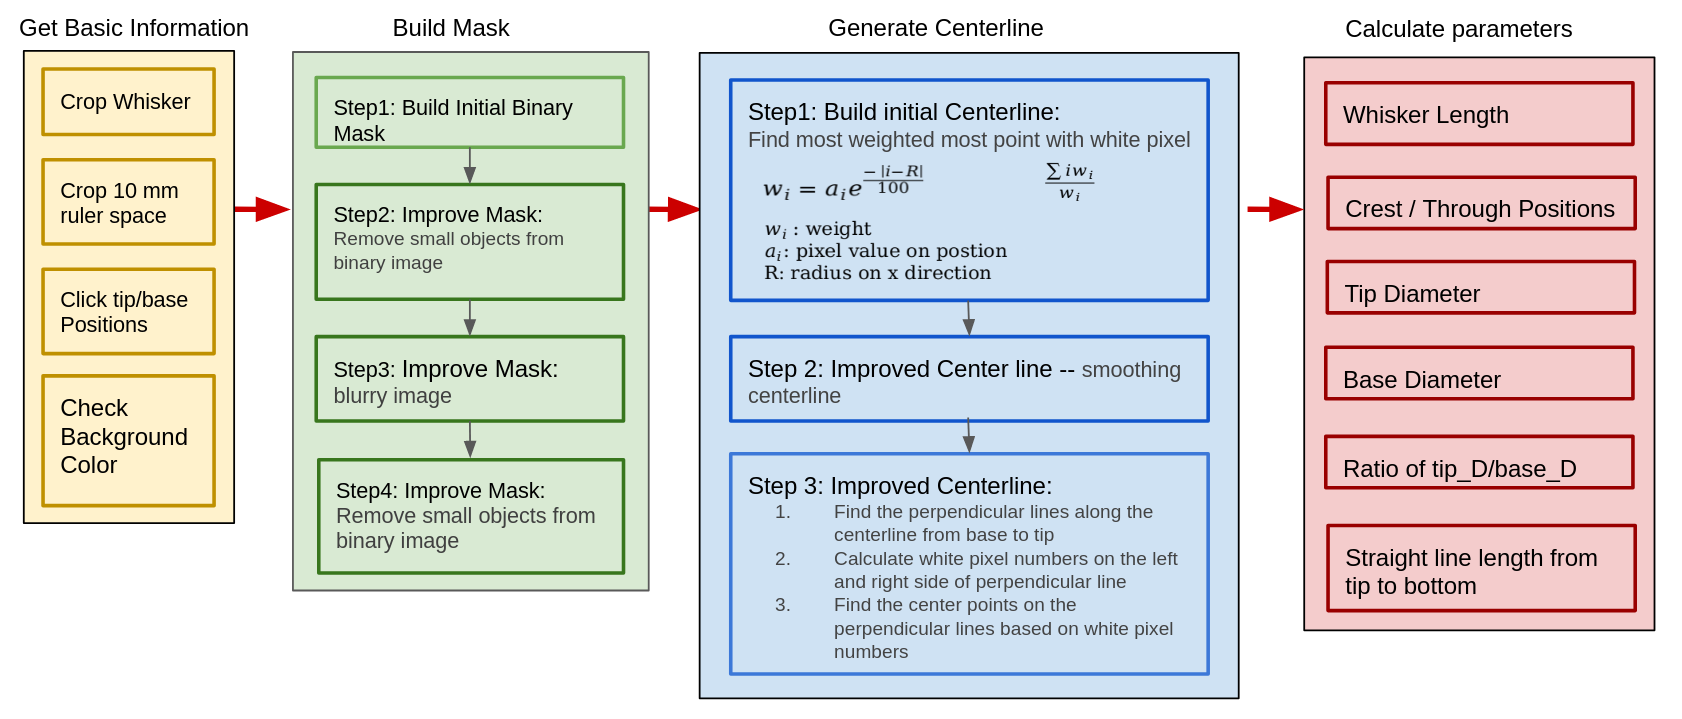 Get Basic Information
Crop Whisker
Crop 10 mm
ruler space
Click tip/base
Positions
Check
Background
Color
Build Mask
Step1: Build Initial Binary
Mask
Step2: Improve Mask:
Remove small objects from
binary image
Step3: Improve Mask:
blurry image
Step4: Improve Mask:
Remove small objects from
binary image
Generate Centerline
Step1: Build initial Centerline:
Find most weighted most point with white pixel
w_i = a_i e^{\frac{-|i-R|}{100}} \frac{\sum i w_i}{w_i}
w_i : weight
a_i: pixel value on postion
R: radius on x direction
Step 2: Improved Center line -- smoothing
centerline
Step 3: Improved Centerline:
1. Find the perpendicular lines along the
centerline from base to tip
2. Calculate white pixel numbers on the left
and right side of perpendicular line
3. Find the center points on the
perpendicular lines based on white pixel
numbers
Calculate parameters
Whisker Length
Crest / Through Positions
Tip Diameter
Base Diameter
Ratio of tip_D/base_D
Straight line length from
tip to bottom